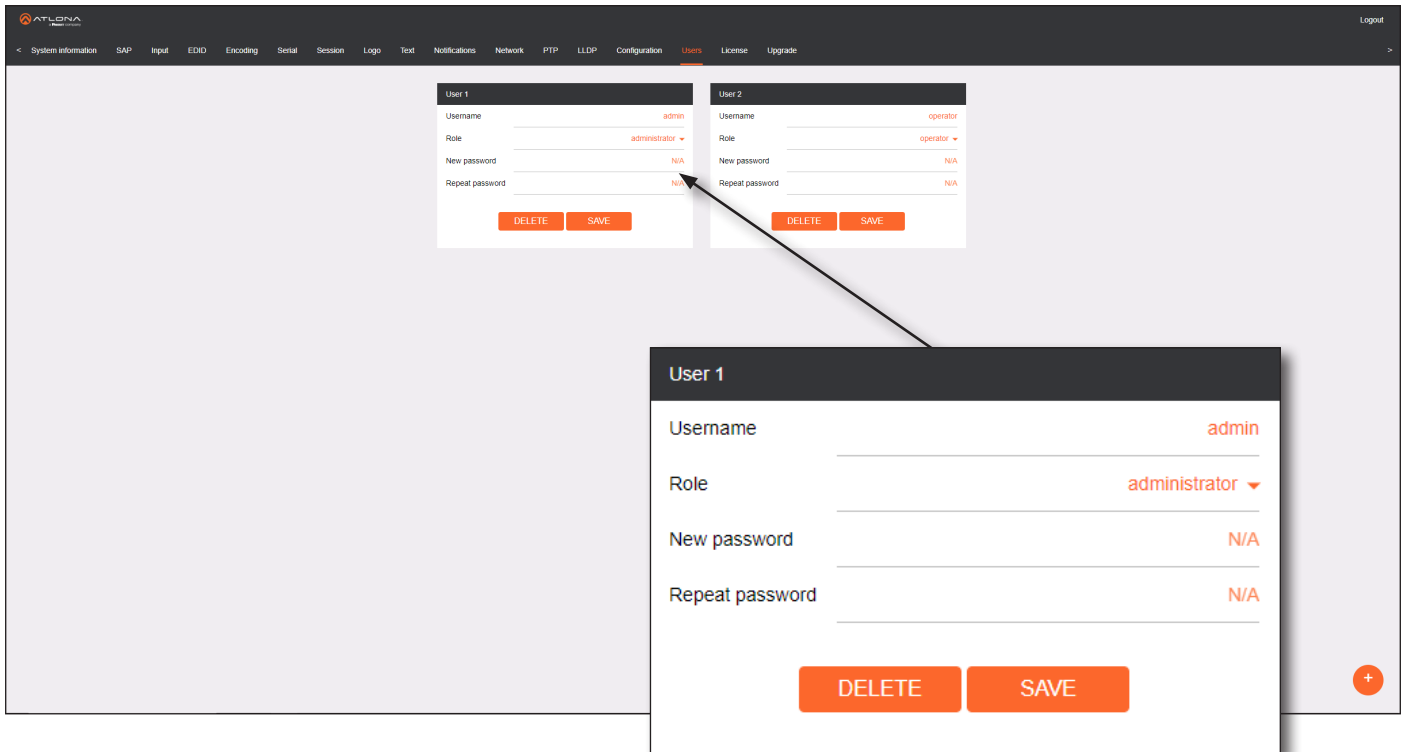 ATLONA
Logout
< System information SAP Input EDID Encoding Serial Session Logo Text Notifications Network PTP LLDP Configuration Users License Upgrade >
User 1
Username admin
Role administrator
New password N/A
Repeat password N/A
DELETE SAVE
User 2
Username operator
Role operator
New password N/A
Repeat password N/A
DELETE SAVE
User 1
Username admin
Role administrator
New password N/A
Repeat password N/A
DELETE SAVE
+